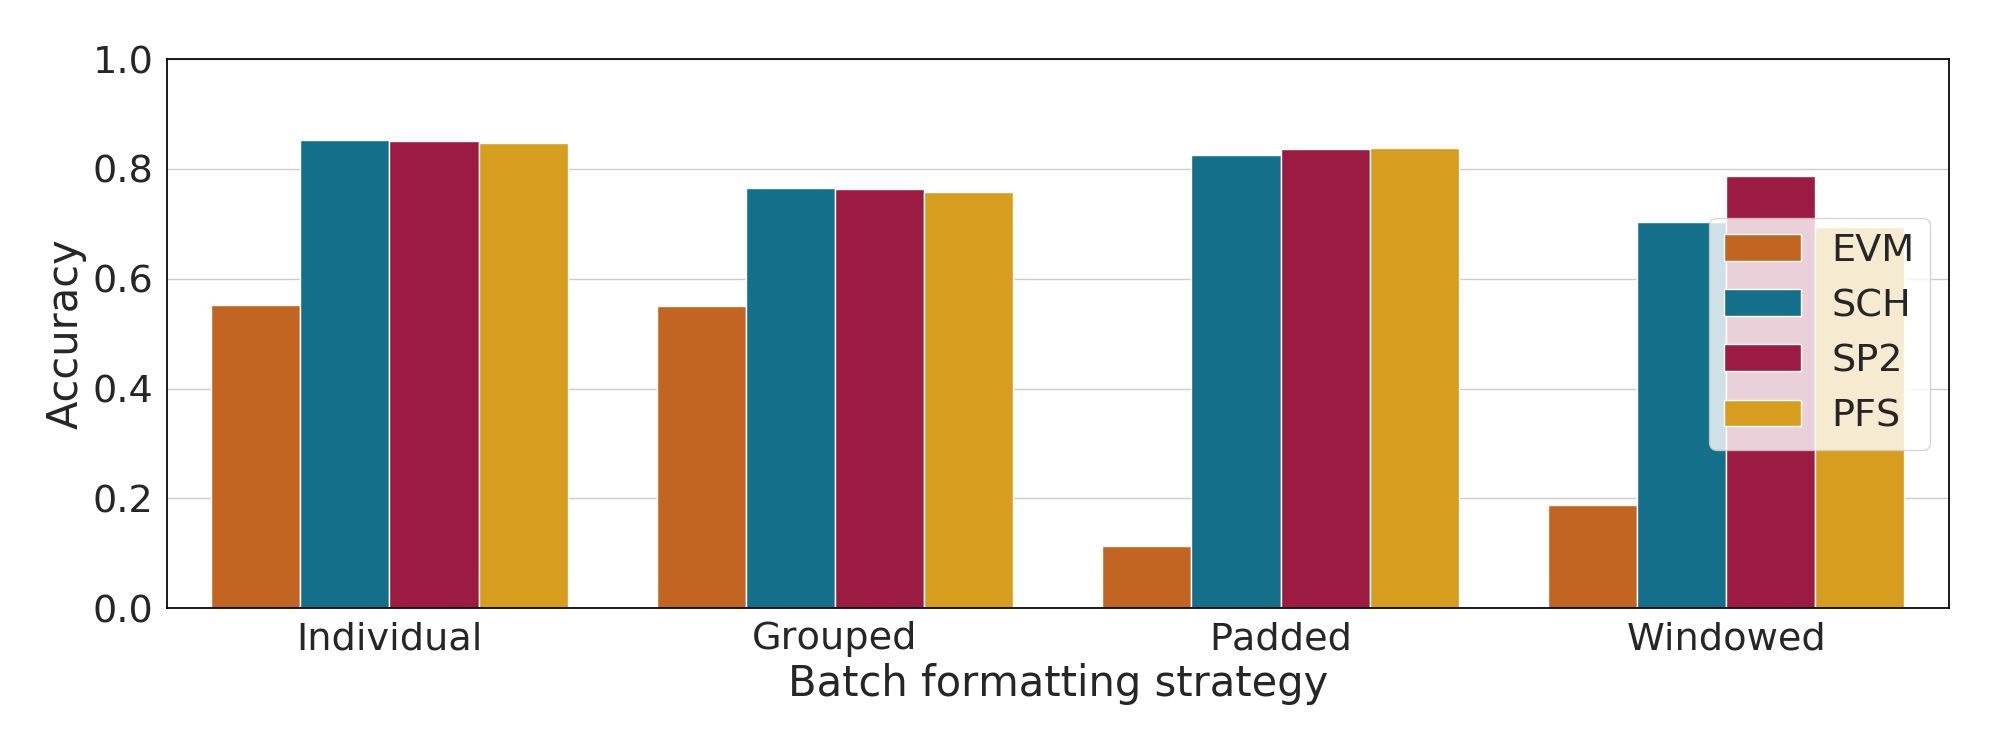 1.0
0.8
0.6
0.4
0.2
0.0
Accuracy
EVM
SCH
SP2
PFS
Individual
Grouped
Padded
Windowed
Batch formatting strategy